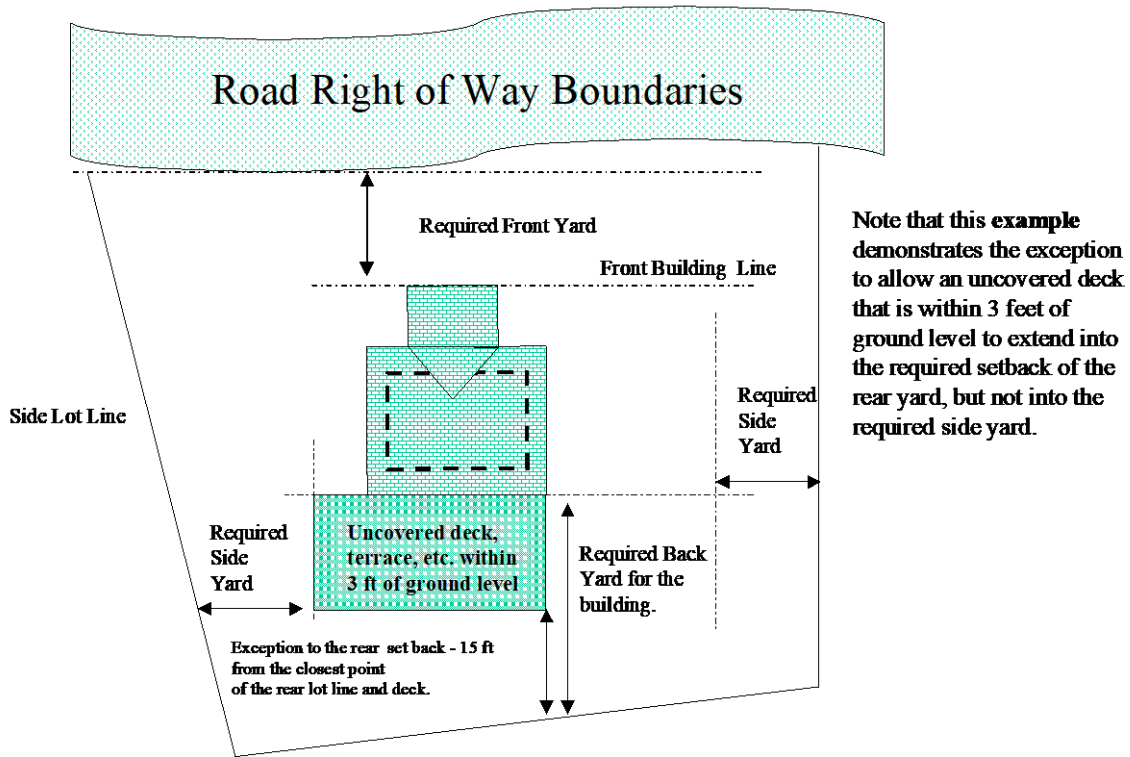 Road Right of Way Boundaries
Required Front Yard
Front Building Line
Note that this example
demonstrates the exception
to allow an uncovered deck
that is within 3 feet of
ground level to extend into
the required setback of the
rear yard, but not into the
required side yard.
Side Lot Line
Required
Side
Yard
Required
Side
Yard
Uncovered deck,
terrace, etc. within
3 ft of ground level
Required Back
Yard for the
building.
Exception to the rear set back - 15 ft
from the closest point
of the rear lot line and deck.